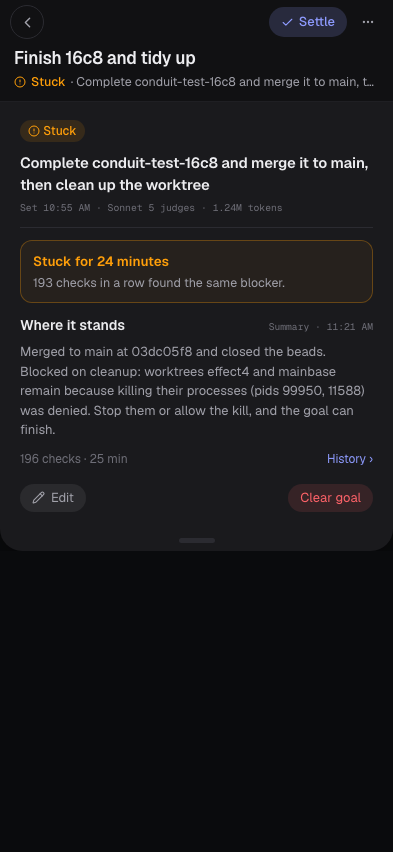 Settle
Finish 16c8 and tidy up
Stuck · Complete conduit-test-16c8 and merge it to main, t…
Stuck
Complete conduit-test-16c8 and merge it to main,
then clean up the worktree
Set 10:55 AM · Sonnet 5 judges · 1.24M tokens
Stuck for 24 minutes
193 checks in a row found the same blocker.
Where it stands
Summary · 11:21 AM
Merged to main at 03dc05f8 and closed the beads.
Blocked on cleanup: worktrees effect4 and mainbase
remain because killing their processes (pids 99950, 11588)
was denied. Stop them or allow the kill, and the goal can
finish.
196 checks · 25 min
History ›
Edit
Clear goal